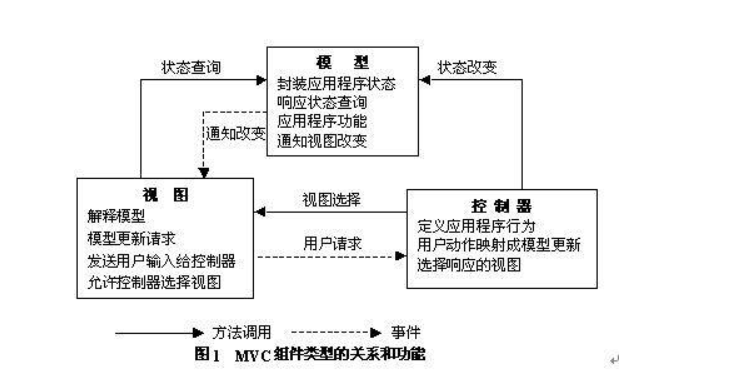 模 型
状态查询
状态改变
封装应用程序状态
响应状态查询
应用程序功能
通知视图改变
通知改变
视 图
解释模型
模型更新请求
发送用户输入给控制器
允许控制器选择视图
视图选择
用户请求
控 制 器
定义应用程序行为
用户动作映射成模型更新
选择响应的视图
方法调用
事件
图1 MVC组件类型的关系和功能